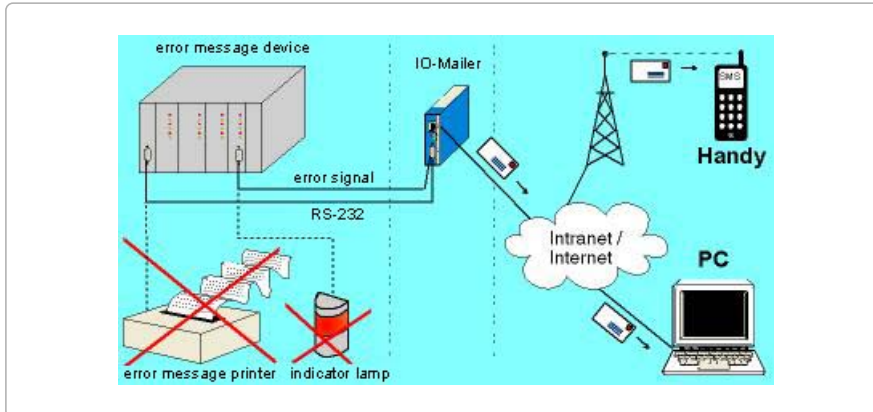 error message device
IO-Mailer
SMS
Handy
error signal
RS-232
Intranet /
Internet
PC
error message printer
indicator lamp